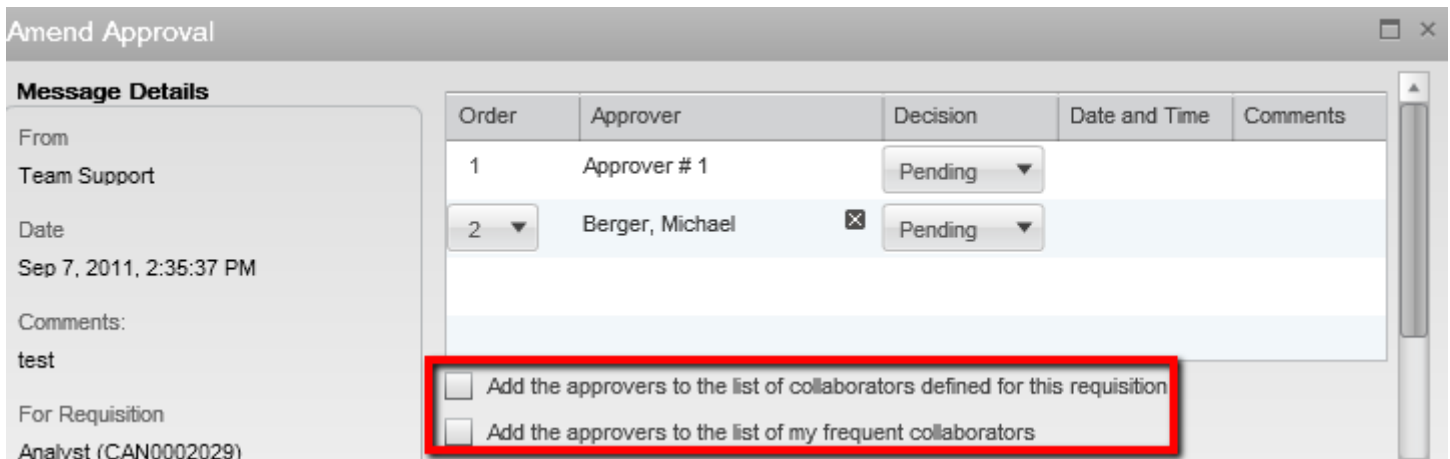 Amend Approval
Message Details
From
Team Support
Date
Sep 7, 2011, 2:35:37 PM
Comments:
test
For Requisition
Analyst (CAN0002029)
Order Approver Decision Date and Time Comments
1 Approver # 1 Pending
2 Berger, Michael Pending
Add the approvers to the list of collaborators defined for this requisition
Add the approvers to the list of my frequent collaborators